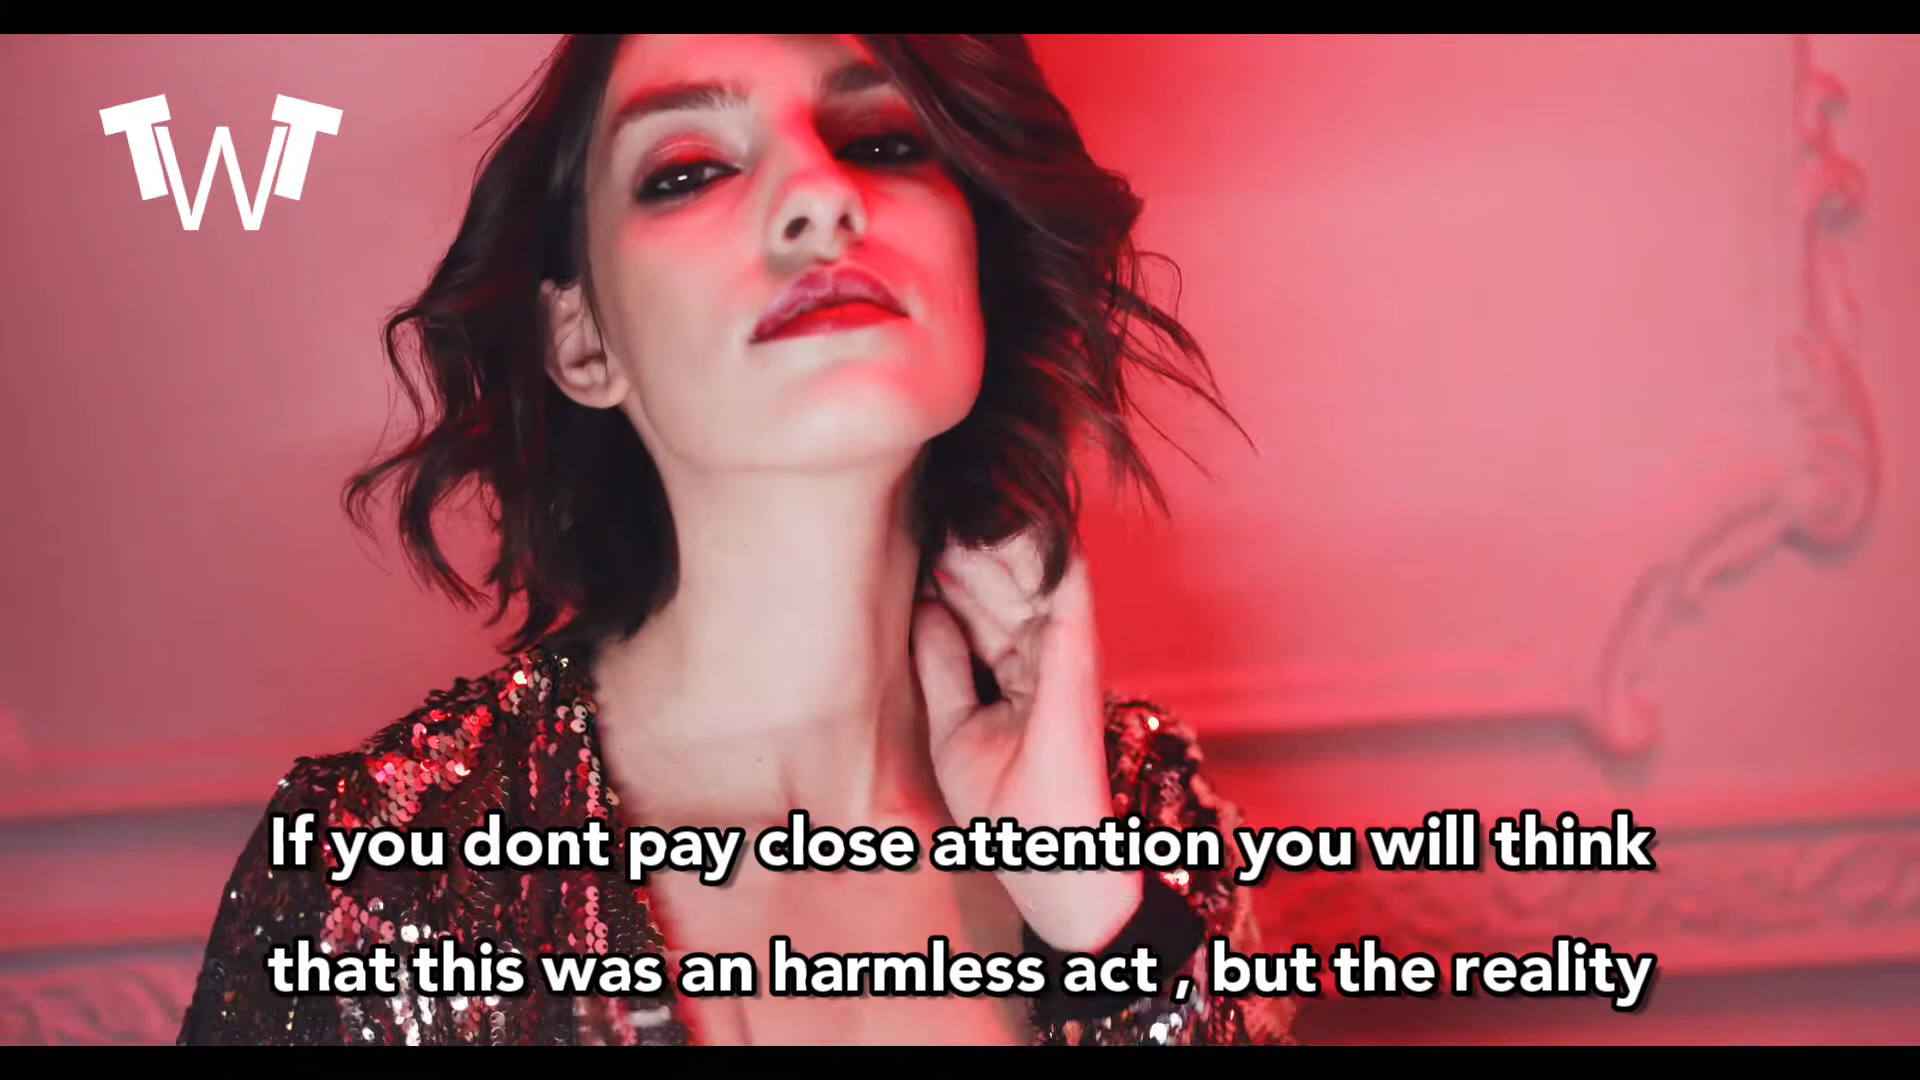 TWT
If you dont pay close attention you will think
that this was an harmless act , but the reality